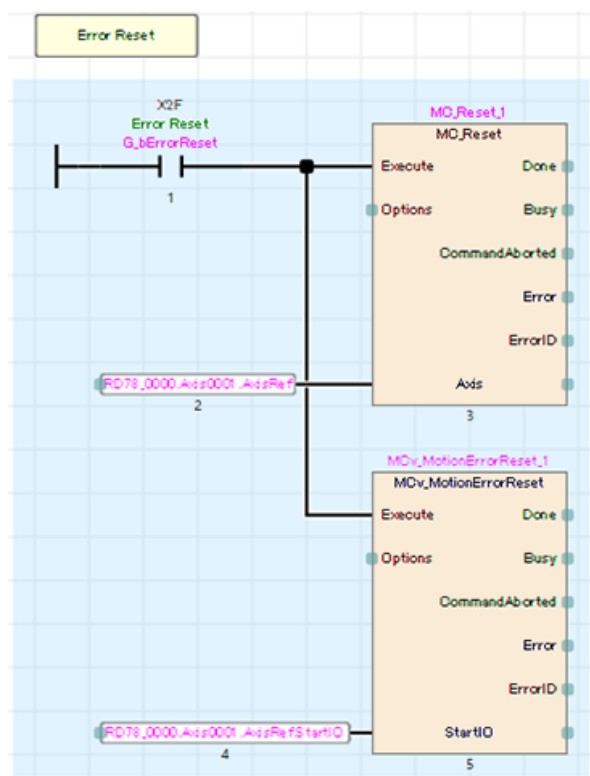 Error Reset
X2F
Error Reset
G_bErrorReset
1
MC_Reset_1
MC_Reset
Execute Done
Options Busy
CommandAborted
Error
ErrorID
RD78_0000.Axis0001.AxisRef Axis
2
3
MCv_MotionErrorReset_1
MCv_MotionErrorReset
Execute Done
Options Busy
CommandAborted
Error
ErrorID
RD78_0000.Axis0001.AxisRefStartIO StartIO
4
5